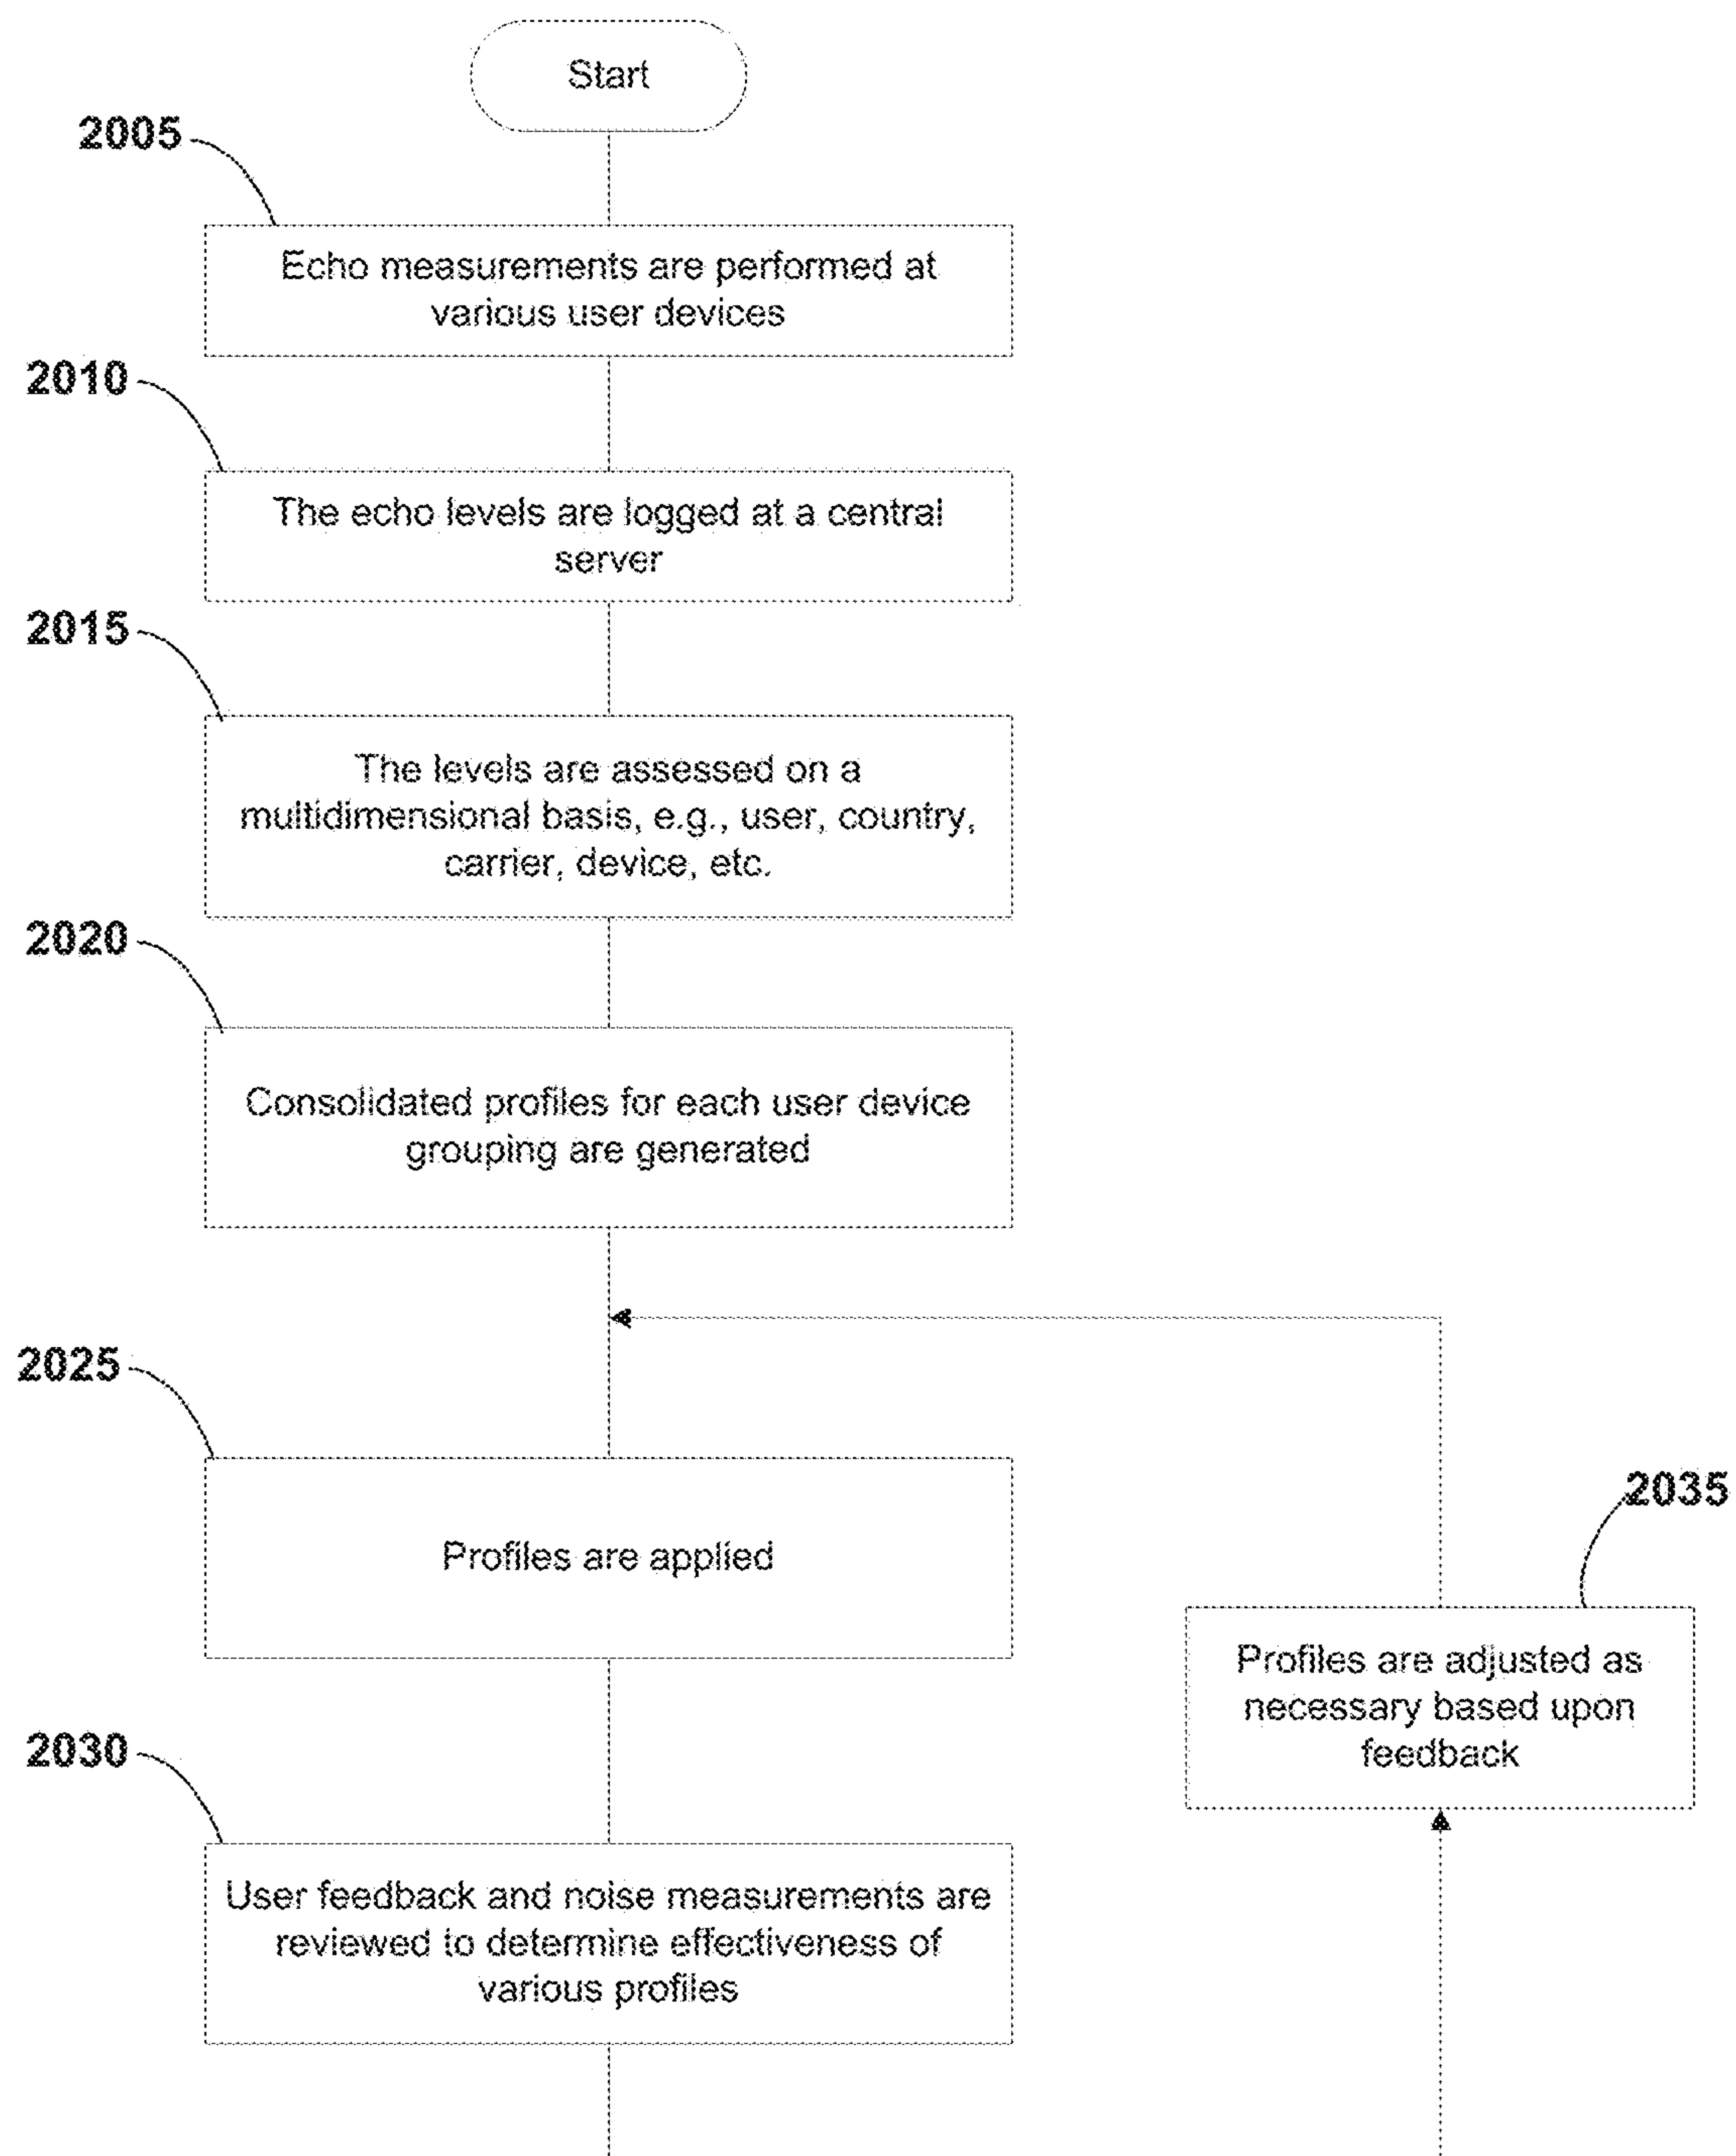 Start
2005
Echo measurements are performed at
various user devices
2010
The echo levels are logged at a central
server
2015
The levels are assessed on a
multidimensional basis, e.g., user, country,
carrier, device, etc.
2020
Consolidated profiles for each user device
grouping are generated
2025
Profiles are applied
2035
Profiles are adjusted as
necessary based upon
feedback
2030
User feedback and noise measurements are
reviewed to determine effectiveness of
various profiles